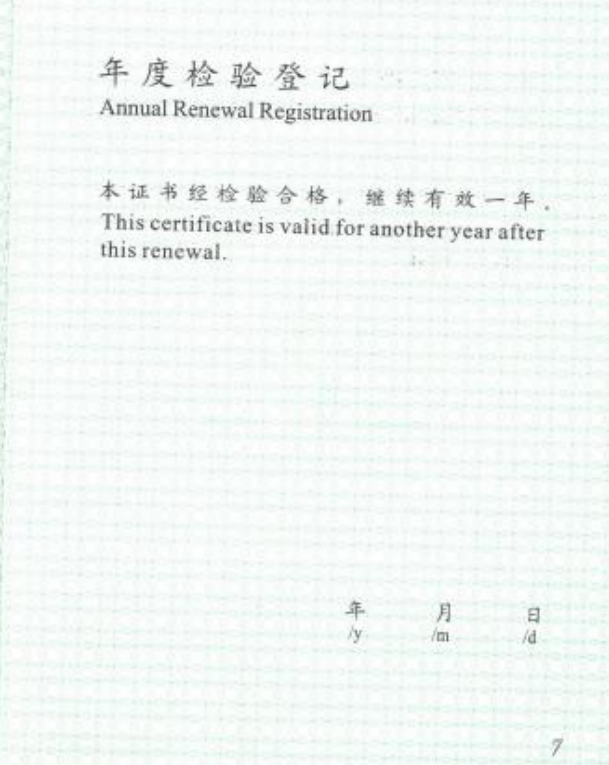 年度检验登记
Annual Renewal Registration
本证书经检验合格，继续有效一年.
This certificate is valid for another year after
this renewal.
年 月 日
/y /m /d
7